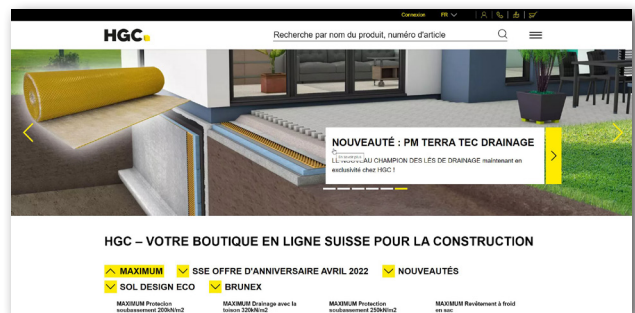 Connexion FR
HGC
Recherche par nom du produit, numéro d'article
NOUVEAUTÉ : PM TERRA TEC DRAINAGE
LE NOUVEAU CHAMPION DES LÉS DE DRAINAGE maintenant en
exclusivité chez HGC !
HGC – VOTRE BOUTIQUE EN LIGNE SUISSE POUR LA CONSTRUCTION
MAXIMUM SSE OFFRE D'ANNIVERSAIRE AVRIL 2022 NOUVEAUTÉS
SOL DESIGN ECO BRUNEX
MAXIMUM Protecion MAXIMUM Drainage avec la MAXIMUM Protection MAXIMUM Revêtement à froid
soubassement 200kN/m2 toison 320kN/m2 soubassement 250kN/m2 en sac